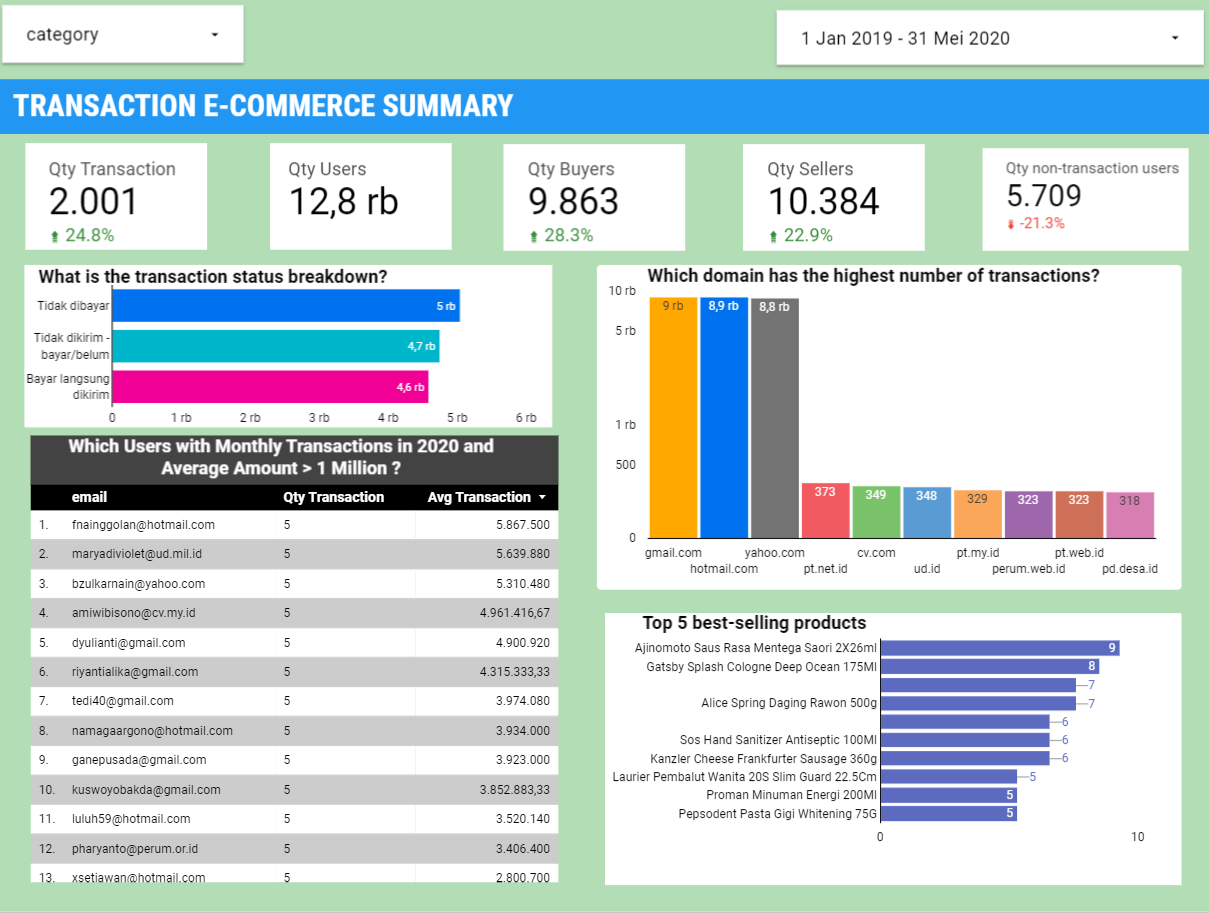 category
1 Jan 2019 - 31 Mei 2020
TRANSACTION E-COMMERCE SUMMARY
Qty Transaction
2.001
24.8%
Qty Users
12,8 rb
Qty Buyers
9.863
28.3%
Qty Sellers
10.384
22.9%
Qty non-transaction users
5.709
-21.3%
What is the transaction status breakdown?
Tidak dibayar
5 rb
Tidak dikirim -
bayar/belum
4,7 rb
Bayar langsung
dikirim
4,6 rb
0 1 rb 2 rb 3 rb 4 rb 5 rb 6 rb
Which domain has the highest number of transactions?
10 rb
5 rb
1 rb
500
0
9 rb 8,9 rb 8,8 rb 373 349 348 329 323 323 318
gmail.com yahoo.com cv.com pt.my.id pt.web.id
hotmail.com pt.net.id ud.id perum.web.id pd.desa.id
Which Users with Monthly Transactions in 2020 and
Average Amount > 1 Million ?
email Qty Transaction Avg Transaction
1. fnainggolan@hotmail.com 5 5.867.500
2. maryadiviolet@ud.mil.id 5 5.639.880
3. bzulkarnain@yahoo.com 5 5.310.480
4. amiwibisono@cv.my.id 5 4.961.416,67
5. dyulianti@gmail.com 5 4.900.920
6. riyantialika@gmail.com 5 4.315.333,33
7. tedi40@gmail.com 5 3.974.080
8. namagaargono@hotmail.com 5 3.934.000
9. ganepusada@gmail.com 5 3.923.000
10. kuswoyobakda@gmail.com 5 3.852.883,33
11. luluh59@hotmail.com 5 3.520.140
12. pharyanto@perum.or.id 5 3.406.400
13. xsetiawan@hotmail.com 5 2.800.700
Top 5 best-selling products
Ajinomoto Saus Rasa Mentega Saori 2X26ml 9
Gatsby Splash Cologne Deep Ocean 175Ml 8
7
Alice Spring Daging Rawon 500g 7
6
Sos Hand Sanitizer Antiseptic 100Ml 6
Kanzler Cheese Frankfurter Sausage 360g 6
Laurier Pembalut Wanita 20S Slim Guard 22.5Cm 5
Proman Minuman Energi 200Ml 5
Pepsodent Pasta Gigi Whitening 75G 5
0 10